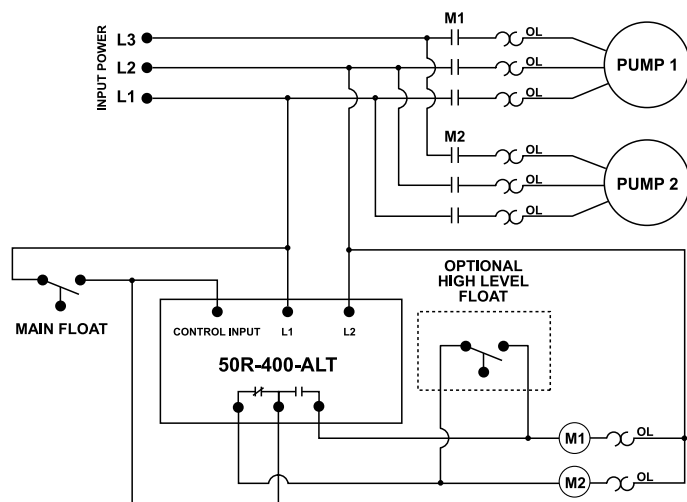 INPUT POWER
L3
L2
L1
M1
OL
OL
OL
PUMP 1
M2
OL
OL
OL
PUMP 2
MAIN FLOAT
OPTIONAL
HIGH LEVEL
FLOAT
CONTROL INPUT L1 L2
50R-400-ALT
M1 OL
M2 OL